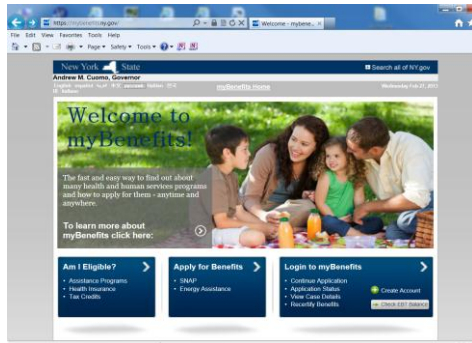 https://mybenefits.ny.gov/
Welcome - mybene...
File Edit View Favorites Tools Help
Page Safety Tools
New York State
Search all of NY.gov
Andrew M. Cuomo, Governor
English español
myBenefits Home
Italiano
Welcome to
myBenefits!
The fast and easy way to find out about
many health and human services programs
and how to apply for them - anytime and
anywhere.
To learn more about
myBenefits click here:
Am I Eligible?
Assistance Programs
Health Insurance
Tax Credits
Apply for Benefits
SNAP
Energy Assistance
Login to myBenefits
Continue Application
Application Status
View Case Details
Recertify Benefits
Create Account
Check EBT Balance